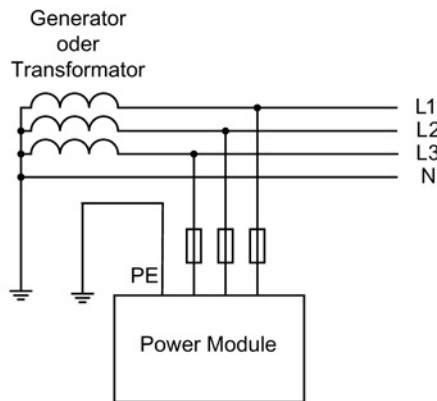 Generator
oder
Transformator
L1
L2
L3
N
PE
Power Module